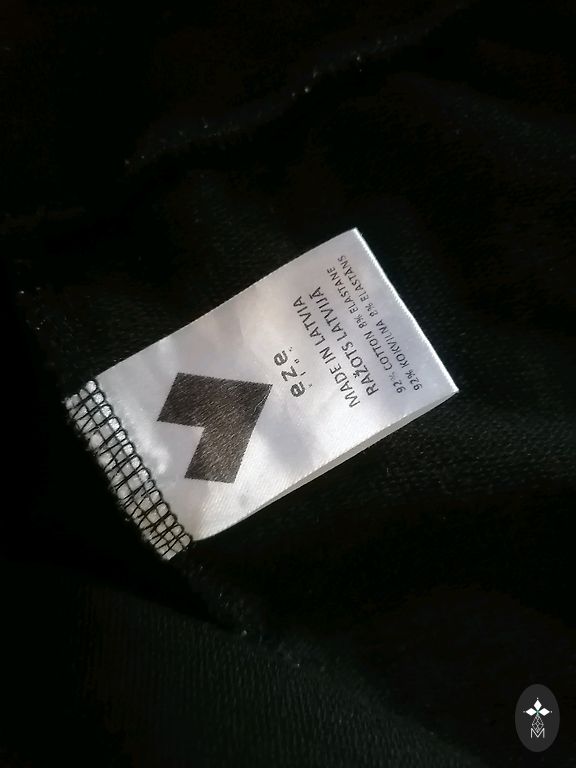 eze
MADE IN LATVIA
RAŽOTS LATVIJĀ
92% COTTON 8% ELASTANE
92% KOKVILNA 8% ELASTĀNS